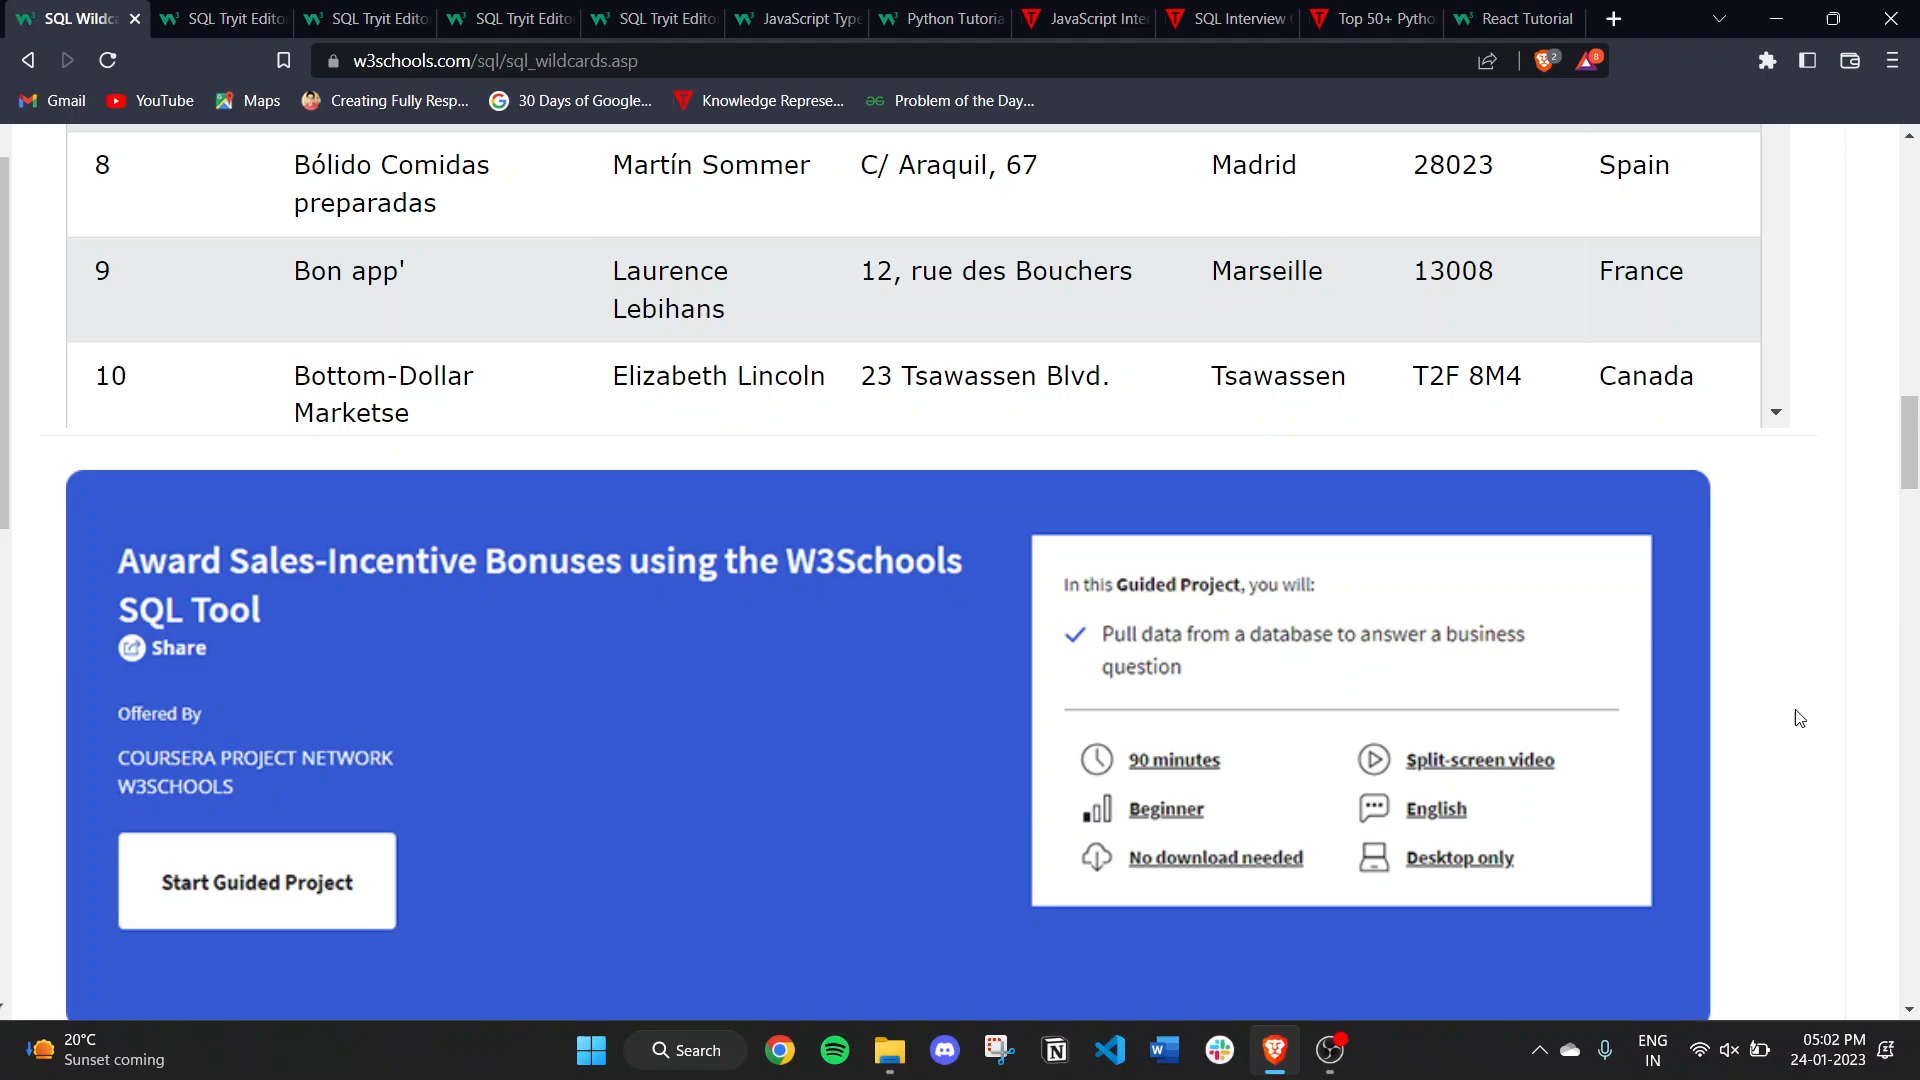 SQL Wildc
SQL Tryit Edito
SQL Tryit Edito
SQL Tryit Edito
SQL Tryit Edito
JavaScript Type
Python Tutoria
JavaScript Inte
SQL Interview
Top 50+ Pytho
React Tutorial
w3schools.com/sql/sql_wildcards.asp
2
8
Gmail
YouTube
Maps
Creating Fully Resp...
30 Days of Google...
Knowledge Represe...
Problem of the Day...
8 Bólido Comidas Martín Sommer C/ Araquil, 67 Madrid 28023 Spain
preparadas
9 Bon app' Laurence 12, rue des Bouchers Marseille 13008 France
Lebihans
10 Bottom-Dollar Elizabeth Lincoln 23 Tsawassen Blvd. Tsawassen T2F 8M4 Canada
Marketse
Award Sales-Incentive Bonuses using the W3Schools
SQL Tool
Share
Offered By
COURSERA PROJECT NETWORK
W3SCHOOLS
Start Guided Project
In this Guided Project, you will:
Pull data from a database to answer a business
question
90 minutes
Split-screen video
Beginner
English
No download needed
Desktop only
20°C
Sunset coming
Search
ENG
IN
05:02 PM
24-01-2023